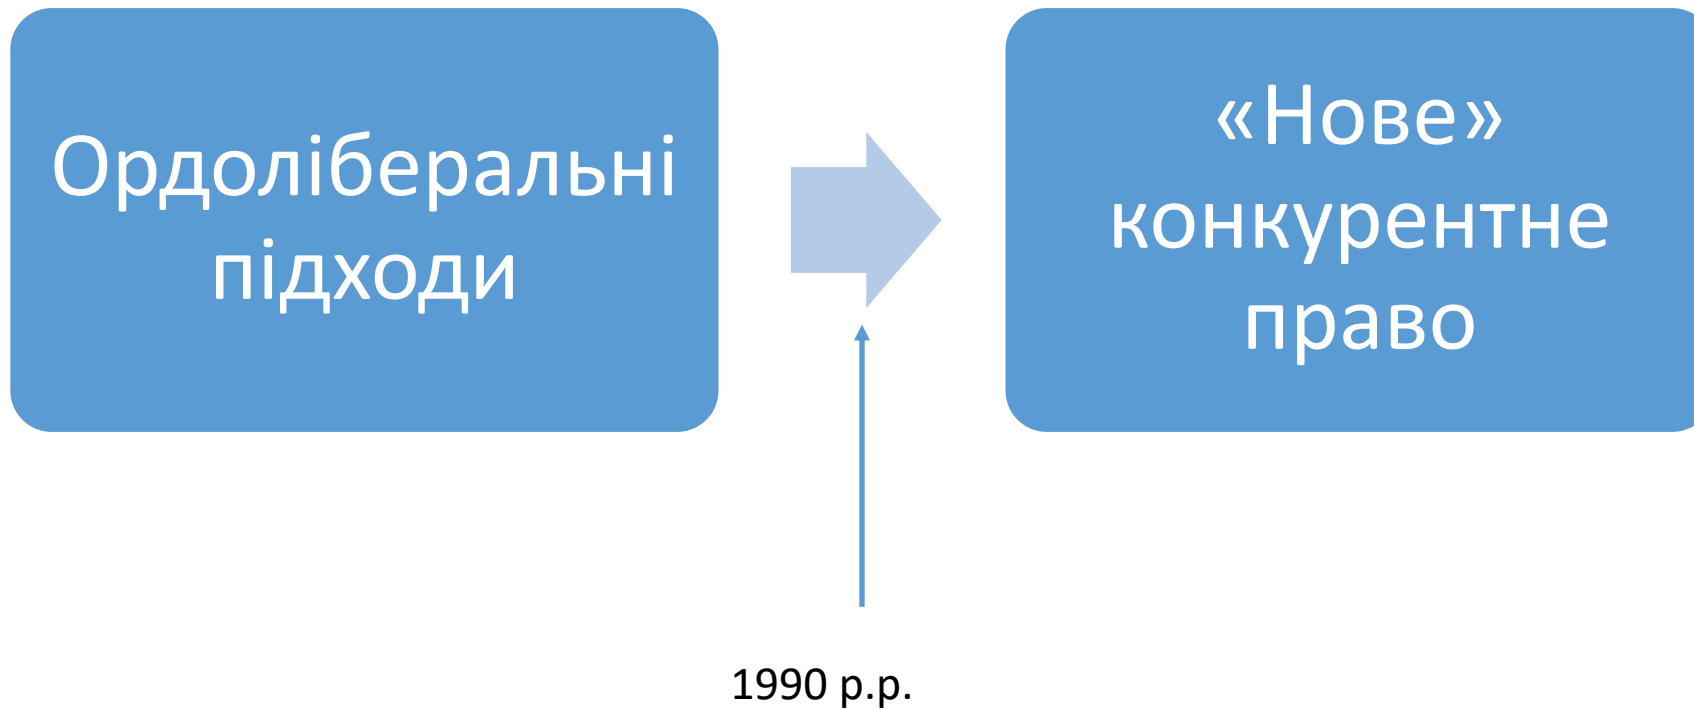 Ордоліберальні
підходи
«Нове»
конкурентне
право
1990 р.р.